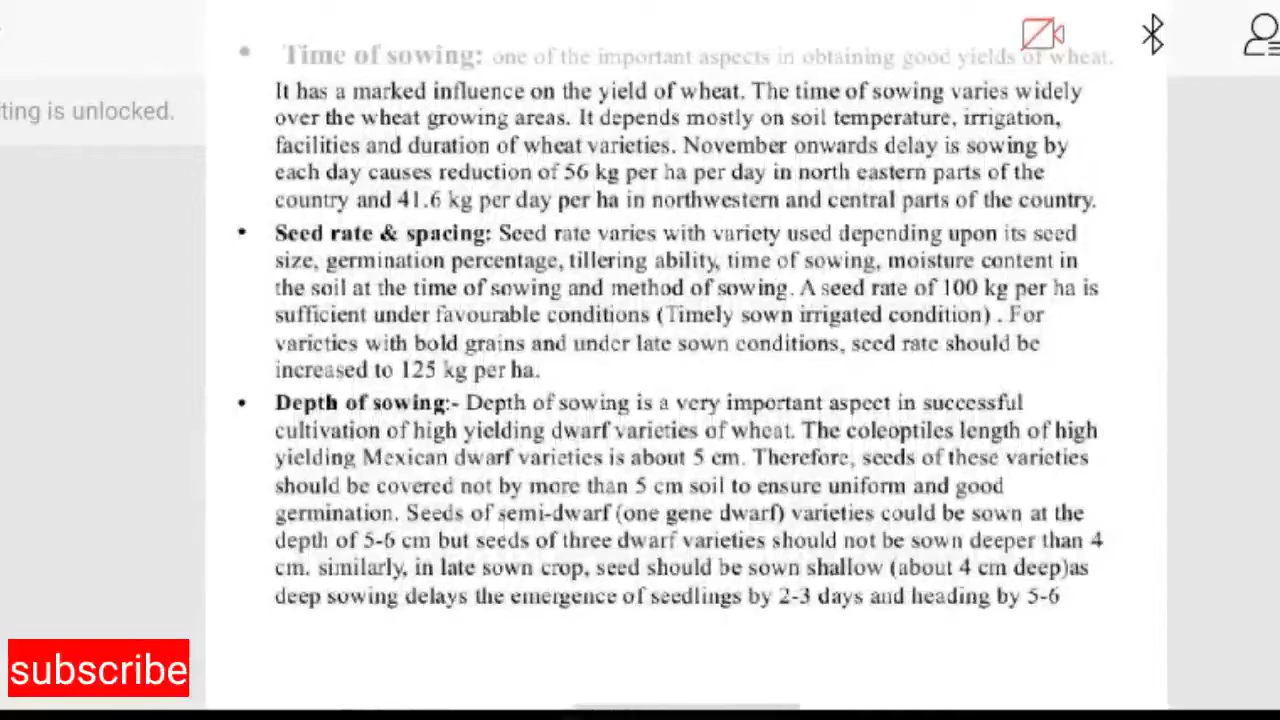 • Time of sowing: one of the important aspects in obtaining good yields of wheat.
ting is unlocked.
It has a marked influence on the yield of wheat. The time of sowing varies widely
over the wheat growing areas. It depends mostly on soil temperature, irrigation,
facilities and duration of wheat varieties. November onwards delay is sowing by
each day causes reduction of 56 kg per ha per day in north eastern parts of the
country and 41.6 kg per day per ha in northwestern and central parts of the country.
• Seed rate & spacing: Seed rate varies with variety used depending upon its seed
size, germination percentage, tillering ability, time of sowing, moisture content in
the soil at the time of sowing and method of sowing. A seed rate of 100 kg per ha is
sufficient under favourable conditions (Timely sown irrigated condition) . For
varieties with bold grains and under late sown conditions, seed rate should be
increased to 125 kg per ha.
• Depth of sowing:- Depth of sowing is a very important aspect in successful
cultivation of high yielding dwarf varieties of wheat. The coleoptiles length of high
yielding Mexican dwarf varieties is about 5 cm. Therefore, seeds of these varieties
should be covered not by more than 5 cm soil to ensure uniform and good
germination. Seeds of semi-dwarf (one gene dwarf) varieties could be sown at the
depth of 5-6 cm but seeds of three dwarf varieties should not be sown deeper than 4
cm. similarly, in late sown crop, seed should be sown shallow (about 4 cm deep)as
deep sowing delays the emergence of seedlings by 2-3 days and heading by 5-6
subscribe